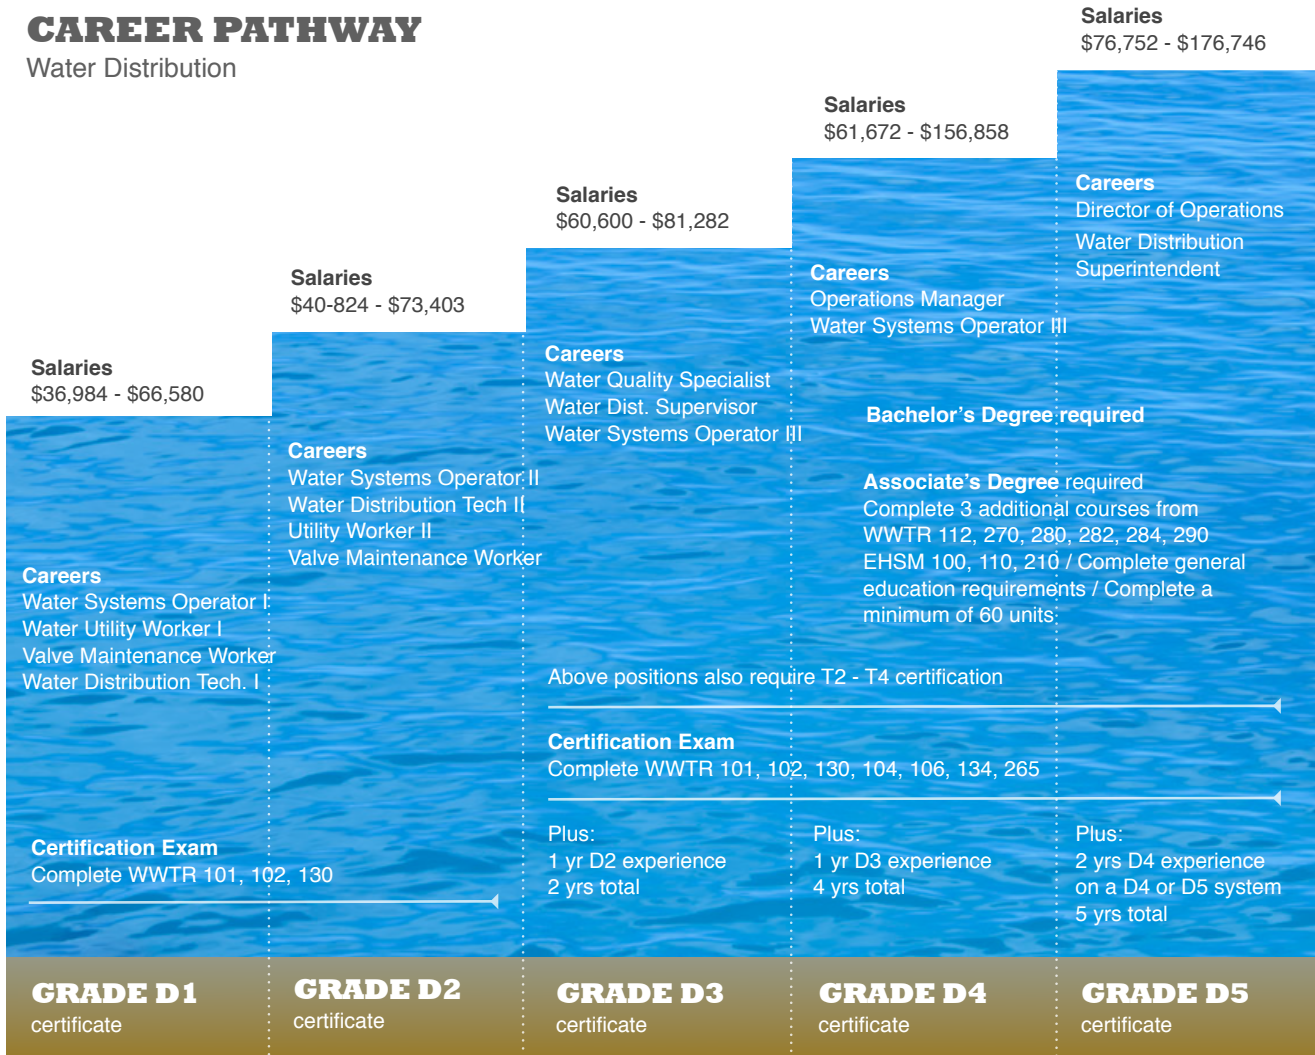 CAREER PATHWAY
Water Distribution
Salaries
$36,984 - $66,580
Careers
Water Systems Operator I
Water Utility Worker I
Valve Maintenance Worker
Water Distribution Tech. I
Certification Exam
Complete WWTR 101, 102, 130
GRADE D1
certificate
Salaries
$40-824 - $73,403
Careers
Water Systems Operator II
Water Distribution Tech II
Utility Worker II
Valve Maintenance Worker
GRADE D2
certificate
Salaries
$60,600 - $81,282
Careers
Water Quality Specialist
Water Dist. Supervisor
Water Systems Operator III
Salaries
$61,672 - $156,858
Careers
Operations Manager
Water Systems Operator III
Salaries
$76,752 - $176,746
Careers
Director of Operations
Water Distribution
Superintendent
Bachelor's Degree required
Associate's Degree required
Complete 3 additional courses from
WWTR 112, 270, 280, 282, 284, 290
EHSM 100, 110, 210 / Complete general
education requirements / Complete a
minimum of 60 units
Above positions also require T2 - T4 certification
Certification Exam
Complete WWTR 101, 102, 130, 104, 106, 134, 265
Plus:
1 yr D2 experience
2 yrs total
GRADE D3
certificate
Plus:
1 yr D3 experience
4 yrs total
GRADE D4
certificate
Plus:
2 yrs D4 experience
on a D4 or D5 system
5 yrs total
GRADE D5
certificate